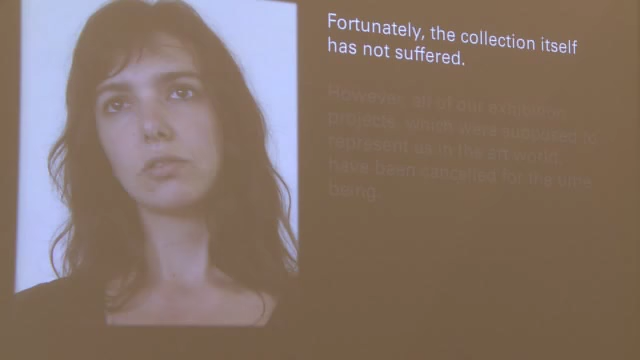 Fortunately, the collection itself
has not suffered.
However, all of our exhibition
projects, which were supposed to
represent us in the art world,
have been cancelled for the time
being.